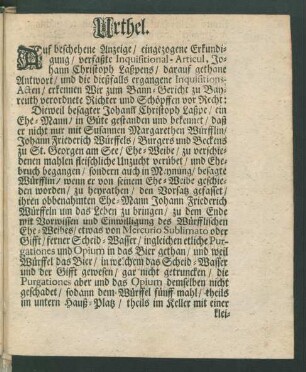 Urthel.
Auf beschehene Anzeige / eingezogene Erkundi-
gung / verfaßte Inquisitional-Articul, Jo-
hann Christoph Laßpens / darauf gethane
Antwort / und die dießfalls ergangene Inquisitions-
Acten / erkennen Wir zum Bann-Gericht zu Bay-
reuth verordnete Richter und Schöpffen vor Recht:
Dieweil besagter Johann Christoph Laßpe / ein
Ehe-Mann / in Güte gestanden und bekennet / daß
er nicht nur mit Susannen Margarethen Würfflin /
Johann Friederich Würffels / Burgers und Beckens
zu St. Georgen am See / Ehe-Weibe / zu verschie-
benen mahlen fleischliche Unzucht verübet / und Ehe-
bruch begangen / sondern auch in Maynung / besagte
Würfflin / wenn er von seinem Ehe-Weibe geschie-
den worden / zu heyrathen / den Vorsatz gefasset /
ihren obbenahnten Ehe-Mann Johann Friederich
Würffeln um das Leben zu bringen / zu dem Ende
mit Vorwissen und Einwilligung des Würfflischen
Ehe-Weibes / etwas von Mercurio Sublimato oder
Gifft / ferner Scheid-Wasser / ingleichen etliche Pur-
gationes und Opium in das Bier gethan / und weil
Würffel das Bier / in welchem das Scheid-Wasser
und der Gifft gewesen / gar nicht getruncken / die
Purgationes aber und das Opium demselben nicht
geschadet / sodann dem Würffel fünff mahl / theils
im untern Hauß-Platz / theils im Keller mit einer
klei-